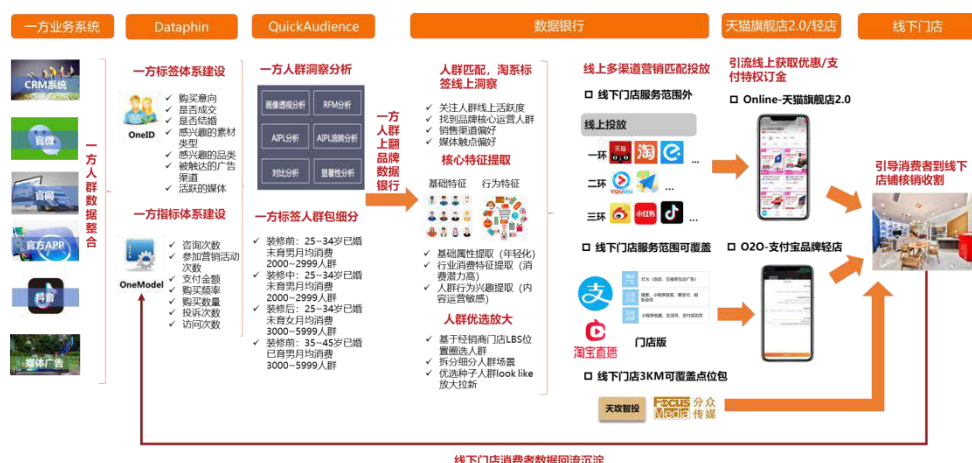 一方业务系统
Dataphin
QuickAudience
数据银行
天猫旗舰店2.0/轻店
线下门店
CRM系统
官微
官网
官方APP
抖音
媒体广告
一方人群数据整合
一方标签体系建设
OneID
✓ 购买意向
✓ 是否成交
✓ 是否结婚
✓ 感兴趣的素材
类型
✓ 感兴趣的品类
✓ 被触达的广告
渠道
✓ 活跃的媒体
一方指标体系建设
OneModel
✓ 咨询次数
✓ 参加营销活动
次数
✓ 支付金额
✓ 购买频率
✓ 购买数量
✓ 投诉次数
✓ 访问次数
一方人群洞察分析
画像透视分析
RFM分析
AIPL分析
AIPL流转分析
对比分析
显著性分析
一方标签人群包细分
✓ 装修前：25~34岁已婚
未育男月均消费
2000~2999人群
✓ 装修中：25~34岁已婚
未育男月均消费
2000~2999人群
✓ 装修后：25~34岁已婚
未育女月均消费
3000~5999人群
✓ 装修前：35~45岁已婚
已育男月均消费
3000~5999人群
一方人群上翻品牌数据银行
人群匹配，淘系标
签线上洞察
✓ 关注人群线上活跃度
✓ 找到品牌核心运营人群
✓ 销售渠道偏好
✓ 媒体触点偏好
核心特征提取
基础特征
行为特征
✓ 基础属性提取（年轻化）
✓ 行业消费特征提取（消
费潜力高）
✓ 人群行为兴趣提取（内
容运营敏感）
人群优选放大
✓ 基于经销商门店LBS位
置圈选人群
✓ 拆分细分人群场景
✓ 优选种子人群look like
放大拉新
线上多渠道营销匹配投放
线下门店服务范围外
线上投放
一环
天猫
淘
...
二环
YOUKU
...
三环
小红书
...
线下门店服务范围可覆盖
支
淘宝直播
门店版
线下门店3KM可覆盖点位包
天攻智投
FOCUS Media
分众
传媒
引流线上获取优惠/支
付特权订金
Online-天猫旗舰店2.0
O2O-支付宝品牌轻店
引导消费者到线下
店铺核销收割
线下门店消费者数据回流沉淀